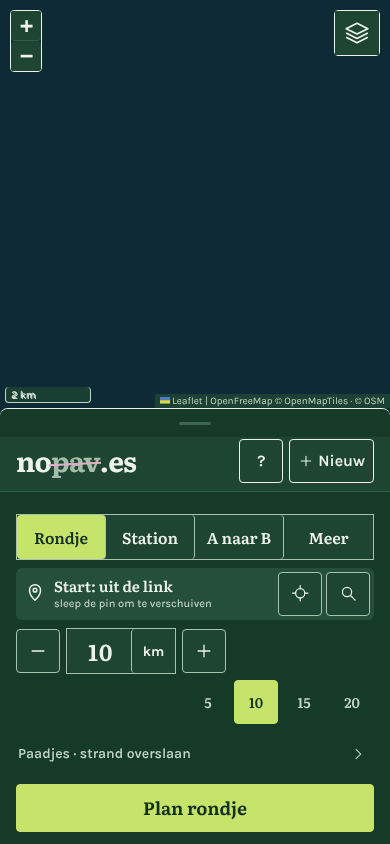 +
−
2 km
Leaflet | OpenFreeMap © OpenMapTiles · © OSM
nopav.es
?
+ Nieuw
Rondje
Station
A naar B
Meer
Start: uit de link
sleep de pin om te verschuiven
−
10
km
+
5
10
15
20
Paadjes · strand overslaan
Plan rondje